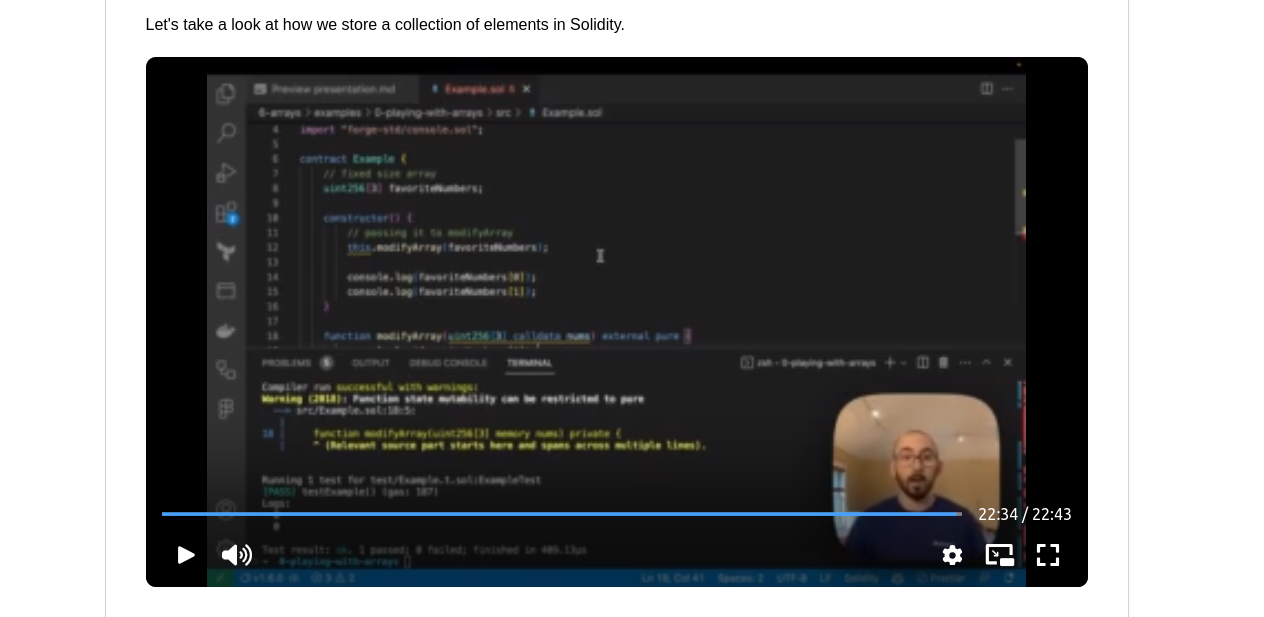 Let's take a look at how we store a collection of elements in Solidity.
Preview presentation.md
Example.sol 5
6-arrays > examples > 0-playing-with-arrays > src > Example.sol
4 import "forge-std/console.sol";
5
6 contract Example {
7 // fixed size array
8 uint256[3] favoriteNumbers;
9
10 constructor() {
11 // passing it to modifyArray
12 this.modifyArray(favoriteNumbers);
13
14 console.log(favoriteNumbers[0]);
15 console.log(favoriteNumbers[1]);
16 }
17
18 function modifyArray(uint256[3] calldata nums) external pure {
PROBLEMS 5 OUTPUT DEBUG CONSOLE TERMINAL
zsh - 0-playing-with-arrays
Compiler run successful with warnings:
Warning (2018): Function state mutability can be restricted to pure
--> src/Example.sol:18:5:
|
18 | function modifyArray(uint256[3] memory nums) private {
| ^ (Relevant source part starts here and spans across multiple lines).
Running 1 test for test/Example.t.sol:ExampleTest
[PASS] testExample() (gas: 187)
Logs:
0
22:34 / 22:43
Test result: ok. 1 passed; 0 failed; finished in 409.13µs
0-playing-with-arrays
Ln 18, Col 41 Spaces: 2 UTF-8 LF Solidity Prettier